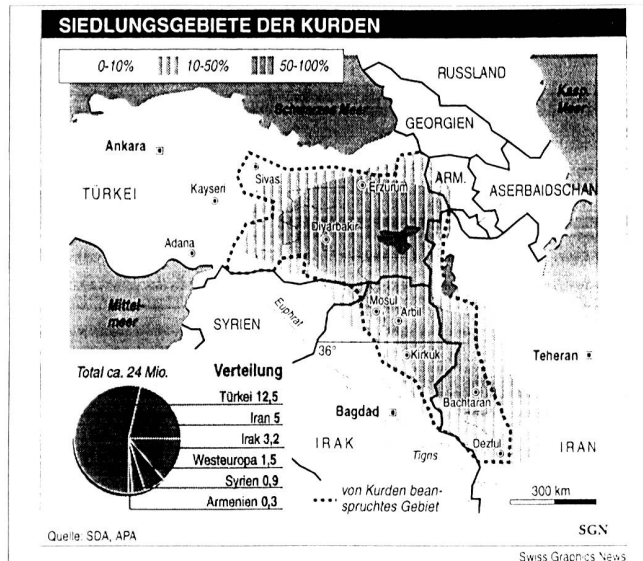 SIEDLUNGSGEBIETE DER KURDEN
0-10% 10-50% 50-100%
RUSSLAND
Schwarzes Meer
Kasp. Meer
GEORGIEN
Ankara
Sivas
Erzurum
ARM.
ASERBAIDSCHAN
TÜRKEI
Kayseri
Diyarbakir
Adana
Mittel-
meer
SYRIEN
Euphrat
Mosul
Arbil
36°
Kirkuk
Teheran
Bachtaran
Bagdad
Dezful
IRAK
Tigris
IRAN
Total ca. 24 Mio.
Verteilung
Türkei 12,5
Iran 5
Irak 3,2
Westeuropa 1,5
Syrien 0,9
Armenien 0,3
von Kurden bean-
spruchtes Gebiet
300 km
Quelle: SDA, APA
SGN
Swiss Graphics News